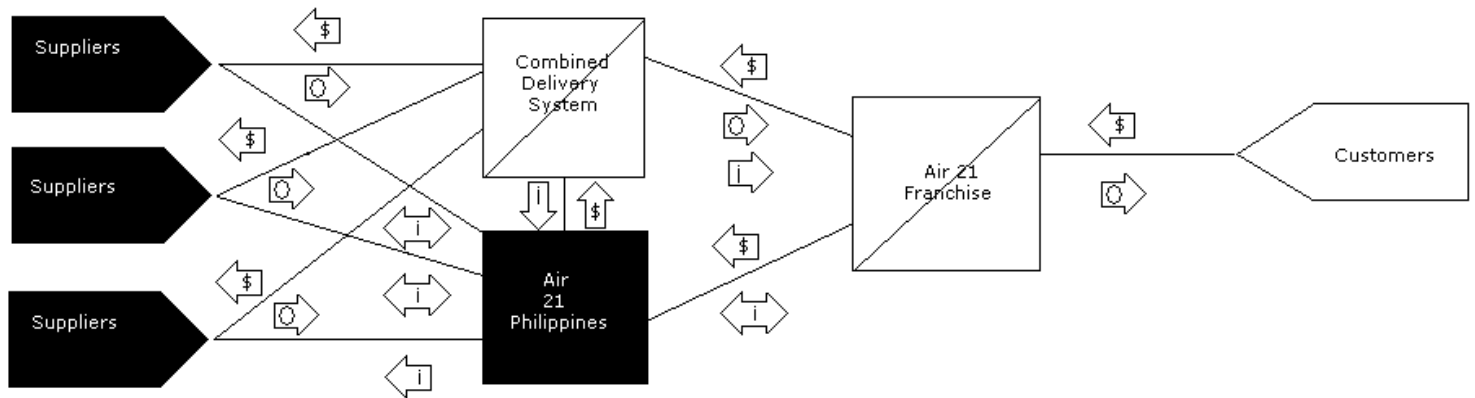 Suppliers
$
O
Combined
Delivery
System
$
O
i
$
O
Customers
Suppliers
$
O
i
i
$
Air 21
Franchise
Air
21
Philippines
$
i
Suppliers
$
O
i
i